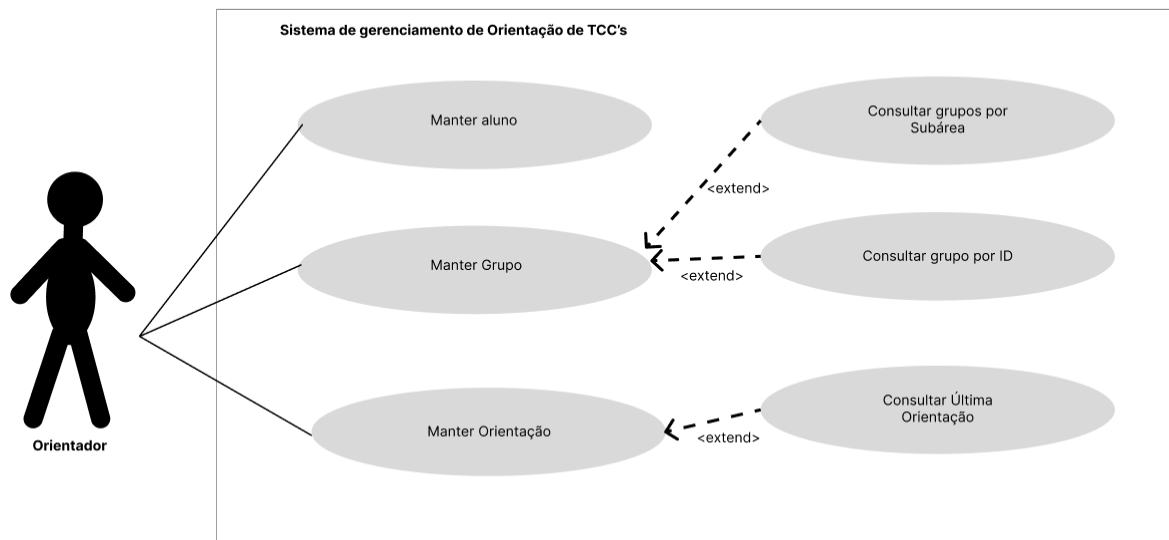 Sistema de gerenciamento de Orientação de TCC's
Manter aluno
Consultar grupos por
Subárea
<extend>
Manter Grupo
Consultar grupo por ID
<extend>
Manter Orientação
Consultar Última
Orientação
<extend>
Orientador